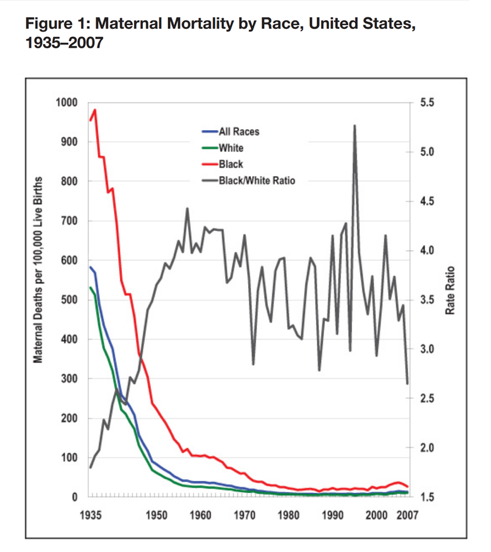 Figure 1: Maternal Mortality by Race, United States,
1935–2007
Maternal Deaths per 100,000 Live Births
1000
900
800
700
600
500
400
300
200
100
0
All Races
White
Black
Black/White Ratio
5.5
5.0
4.5
4.0
3.5
3.0
2.5
2.0
1.5
Rate Ratio
1935 1950 1960 1970 1980 1990 2000 2007